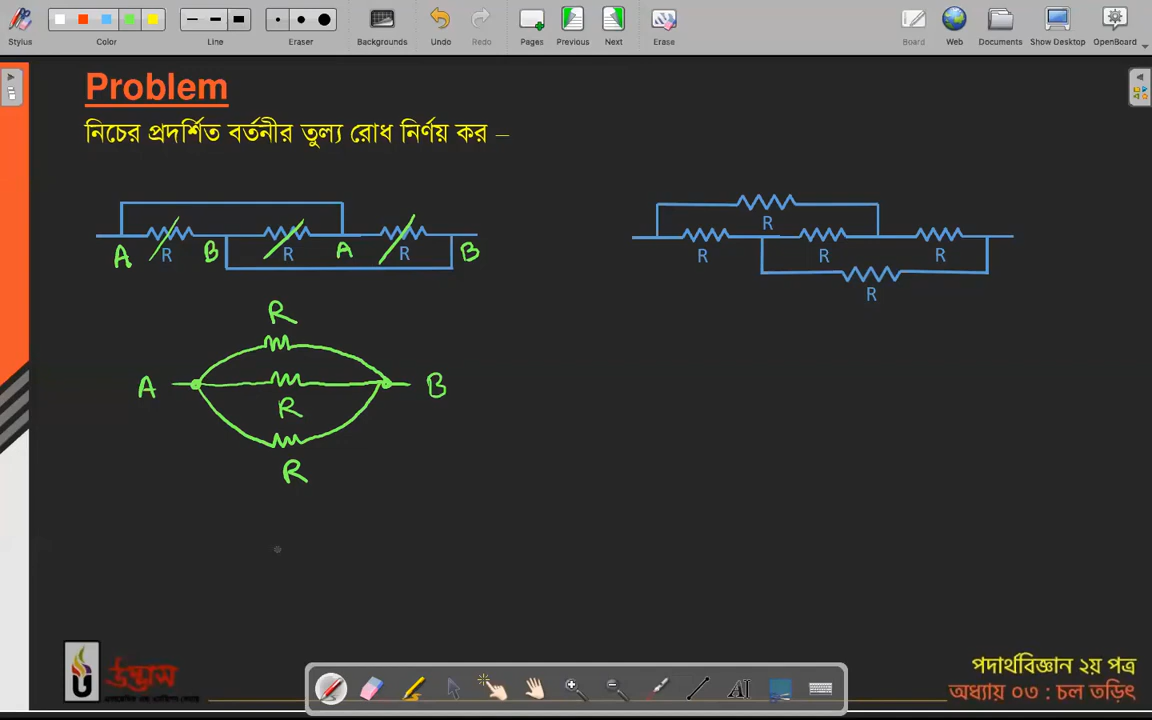 Stylus
Color
Line
Eraser
Backgrounds
Undo
Redo
Pages
Previous
Next
Erase
Board
Web
Documents
Show Desktop
OpenBoard
Problem
নিচের প্রদর্শিত বর্তনীর তুল্য রোধ নির্ণয় কর –
A R B R A R B
R
R R R
R
R
A B
R
R
উদ্ভাস
পদার্থবিজ্ঞান ২য় পত্র
অধ্যায় ০৩ : চল তড়িৎ